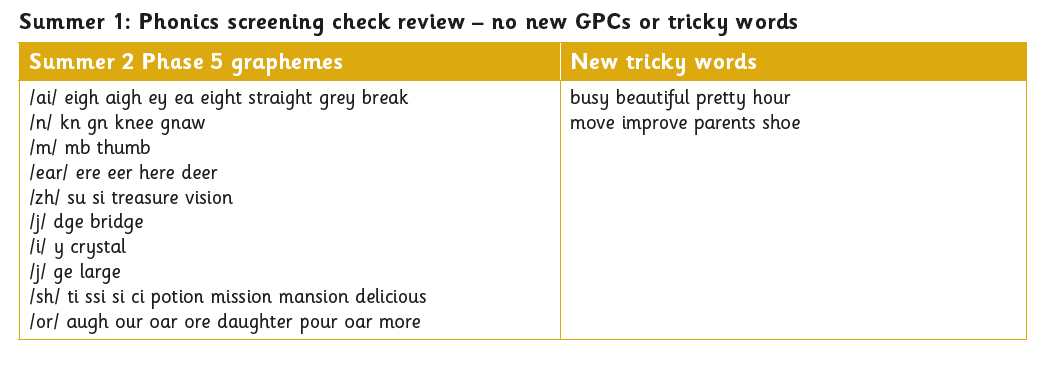 Summer 1: Phonics screening check review – no new GPCs or tricky words
Summer 2 Phase 5 graphemes
New tricky words
/ai/ eigh aigh ey ea eight straight grey break
/n/ kn gn knee gnaw
/m/ mb thumb
/ear/ ere eer here deer
/zh/ su si treasure vision
/j/ dge bridge
/i/ y crystal
/j/ ge large
/sh/ ti ssi si ci potion mission mansion delicious
/or/ augh our oar ore daughter pour oar more
busy beautiful pretty hour
move improve parents shoe